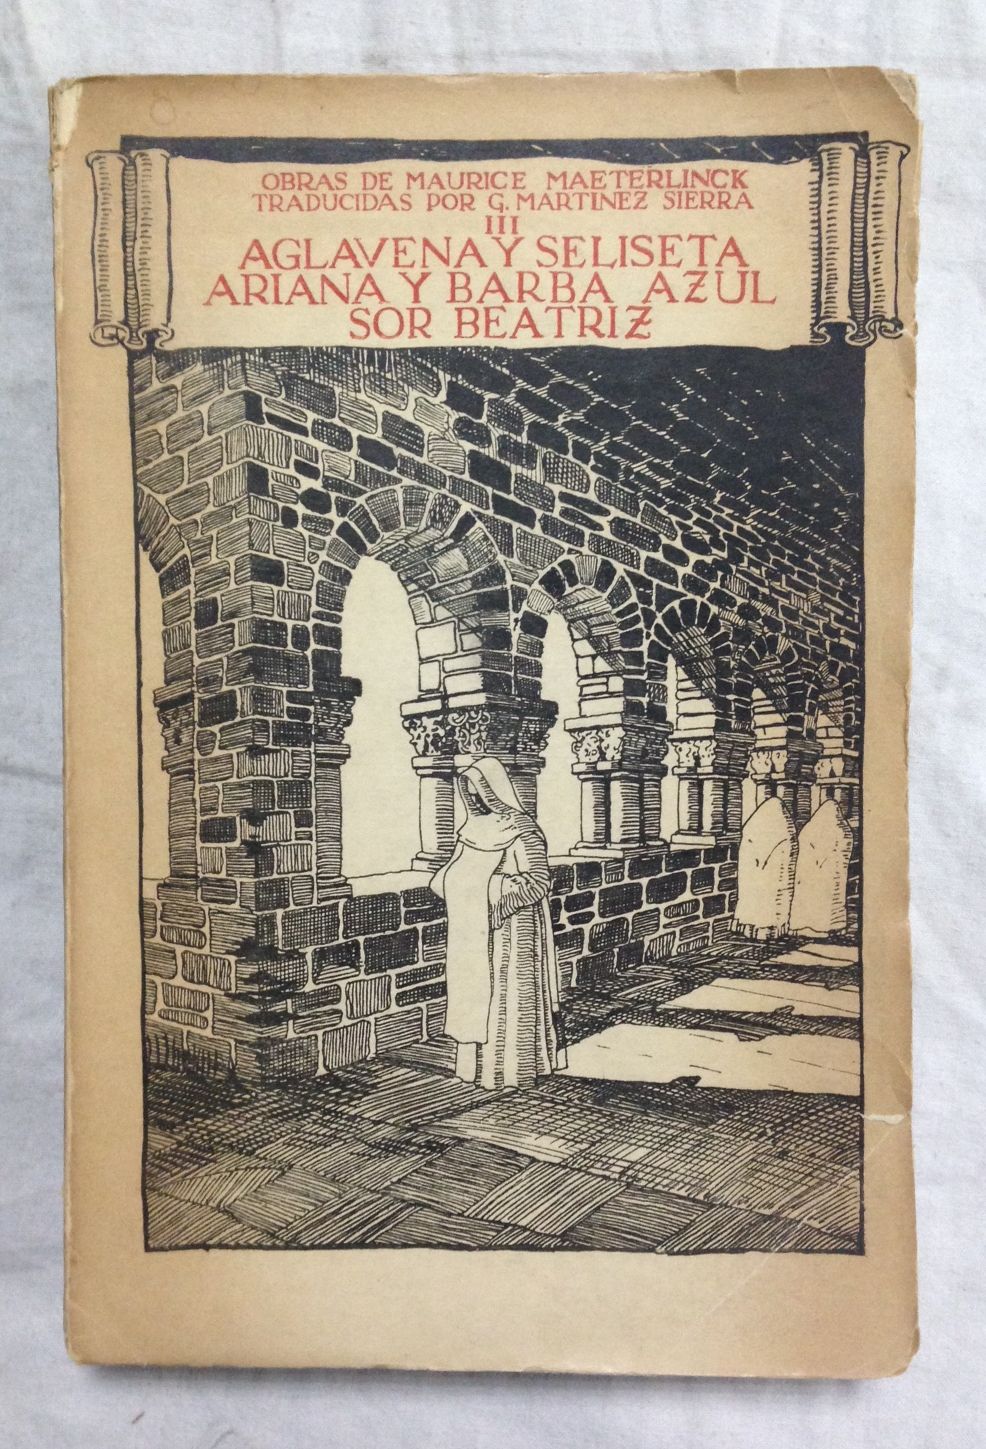 OBRAS DE MAURICE MAETERLINCK
TRADUCIDAS POR G. MARTINEZ SIERRA
III
AGLAVENA Y SELISETA
ARIANA Y BARBA AZUL
SOR BEATRIZ